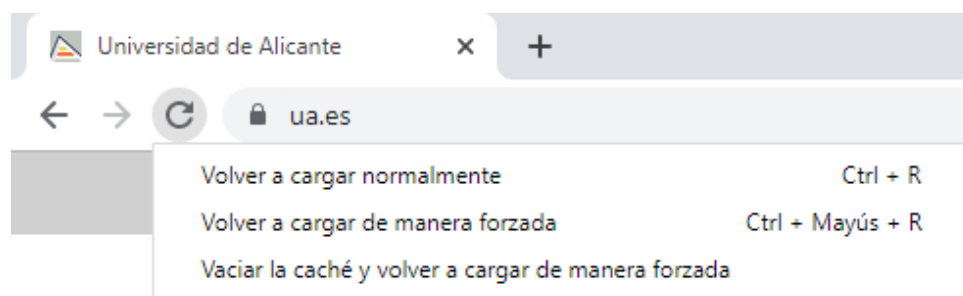 Universidad de Alicante
ua.es
Volver a cargar normalmente Ctrl + R
Volver a cargar de manera forzada Ctrl + Mayús + R
Vaciar la caché y volver a cargar de manera forzada